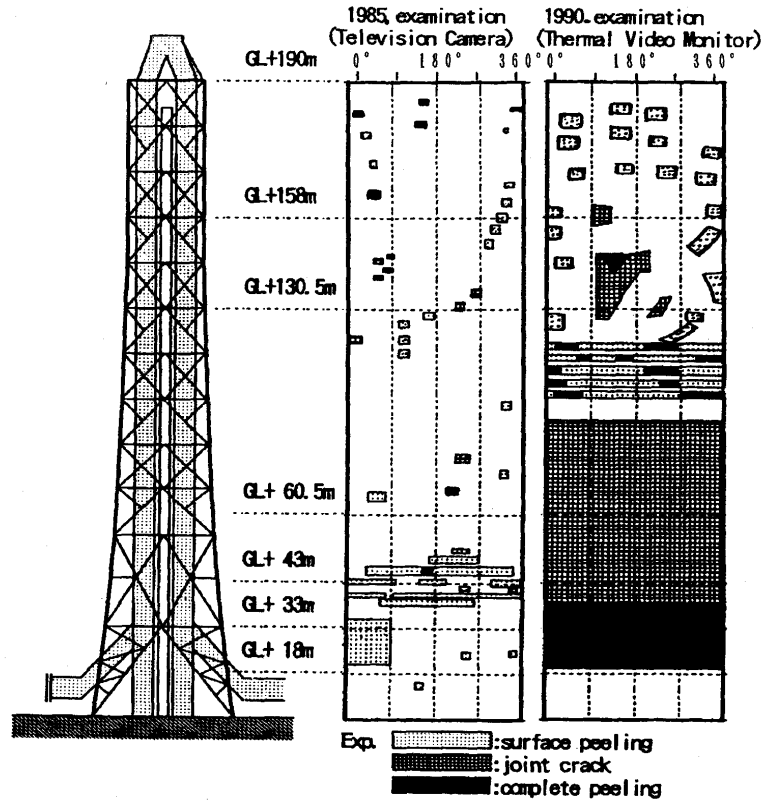 1985. examination
(Television Camera)
0° 180° 360°
1990. examination
(Thermal Video Monitor)
0° 180° 360°
GL+190m
GL+158m
GL+130.5m
GL+ 60.5m
GL+ 43m
GL+ 33m
GL+ 18m
Exp.
:surface peeling
:joint crack
:complete peeling